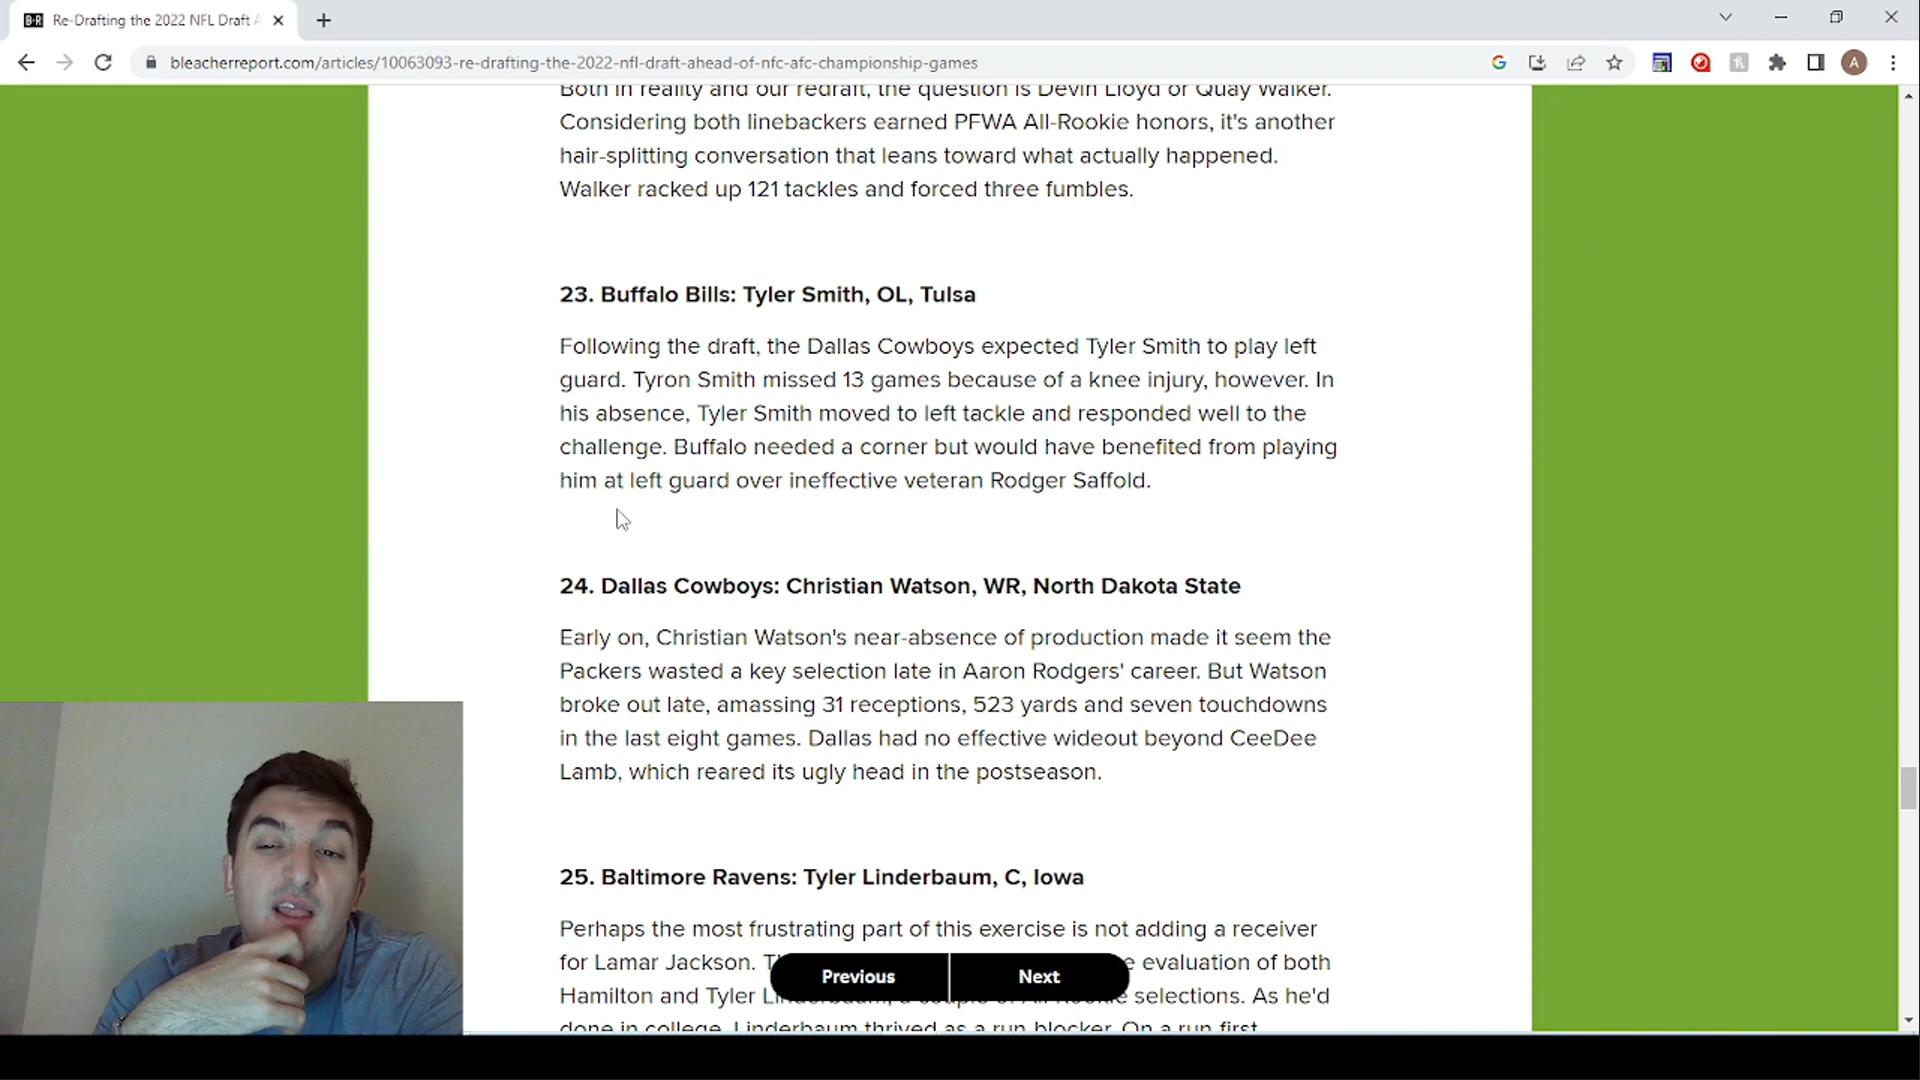 B·R Re-Drafting the 2022 NFL Draft A
bleacherreport.com/articles/10063093-re-drafting-the-2022-nfl-draft-ahead-of-nfc-afc-championship-games
A
Both in reality and our redraft, the question is Devin Lloyd or Quay Walker.
Considering both linebackers earned PFWA All-Rookie honors, it's another
hair-splitting conversation that leans toward what actually happened.
Walker racked up 121 tackles and forced three fumbles.
23. Buffalo Bills: Tyler Smith, OL, Tulsa
Following the draft, the Dallas Cowboys expected Tyler Smith to play left
guard. Tyron Smith missed 13 games because of a knee injury, however. In
his absence, Tyler Smith moved to left tackle and responded well to the
challenge. Buffalo needed a corner but would have benefited from playing
him at left guard over ineffective veteran Rodger Saffold.
24. Dallas Cowboys: Christian Watson, WR, North Dakota State
Early on, Christian Watson's near-absence of production made it seem the
Packers wasted a key selection late in Aaron Rodgers' career. But Watson
broke out late, amassing 31 receptions, 523 yards and seven touchdowns
in the last eight games. Dallas had no effective wideout beyond CeeDee
Lamb, which reared its ugly head in the postseason.
25. Baltimore Ravens: Tyler Linderbaum, C, Iowa
Perhaps the most frustrating part of this exercise is not adding a receiver
for Lamar Jackson. evaluation of both
Hamilton and Tyler selections. As he'd
done in college, Linderbaum thrived as a run blocker. On a run-first
Previous Next